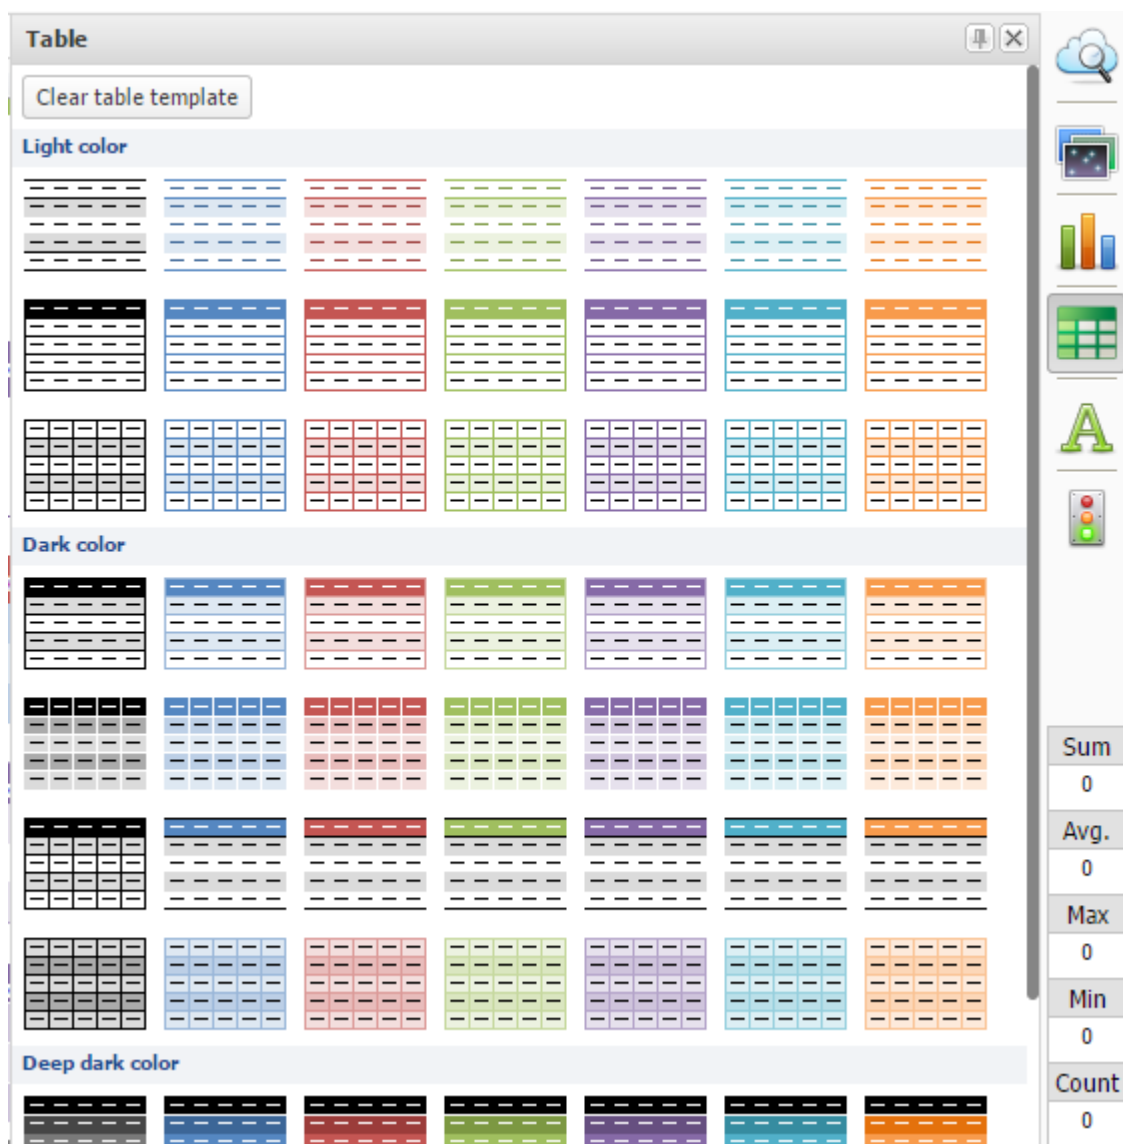 Table
Clear table template
Light color
Dark color
Deep dark color
A
Sum
0
Avg.
0
Max
0
Min
0
Count
0